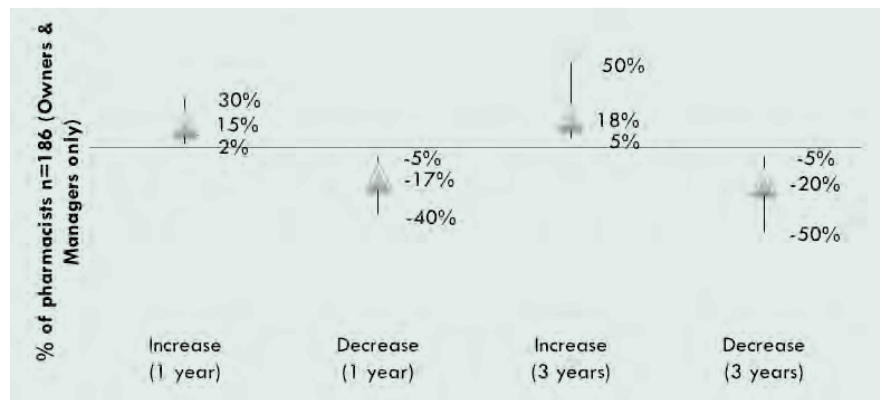 % of pharmacists n=186 (Owners &
Managers only)
30%
15%
2%
-5%
-17%
-40%
50%
18%
5%
-5%
-20%
-50%
Increase
(1 year)
Decrease
(1 year)
Increase
(3 years)
Decrease
(3 years)